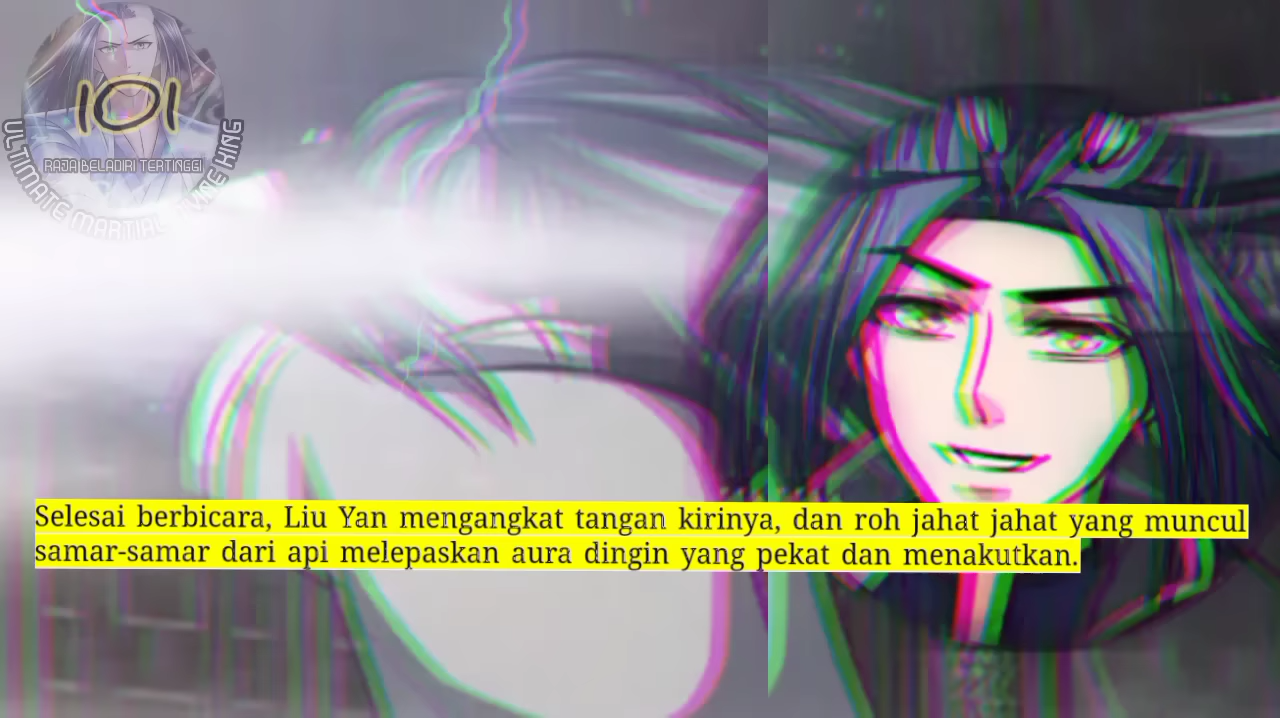 101
RAJA BELADIRI TERTINGGI
ULTIMATE MARTIAL KING
Selesai berbicara, Liu Yan mengangkat tangan kirinya, dan roh jahat jahat yang muncul
samar-samar dari api melepaskan aura dingin yang pekat dan menakutkan.